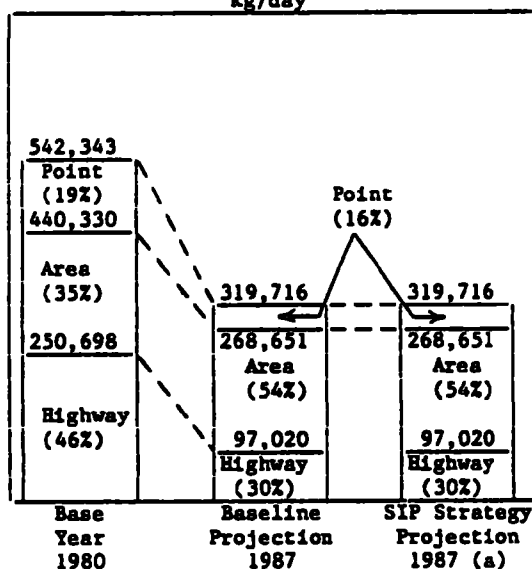 kg/day
542,343
Point
(19%)
440,330
Area
(35%)
250,698
Highway
(46%)
Point
(16%)
319,716
268,651
Area
(54%)
97,020
Highway
(30%)
319,716
268,651
Area
(54%)
97,020
Highway
(30%)
Base
Year
1980
Baseline
Projection
1987
SIP Strategy
Projection
1987 (a)